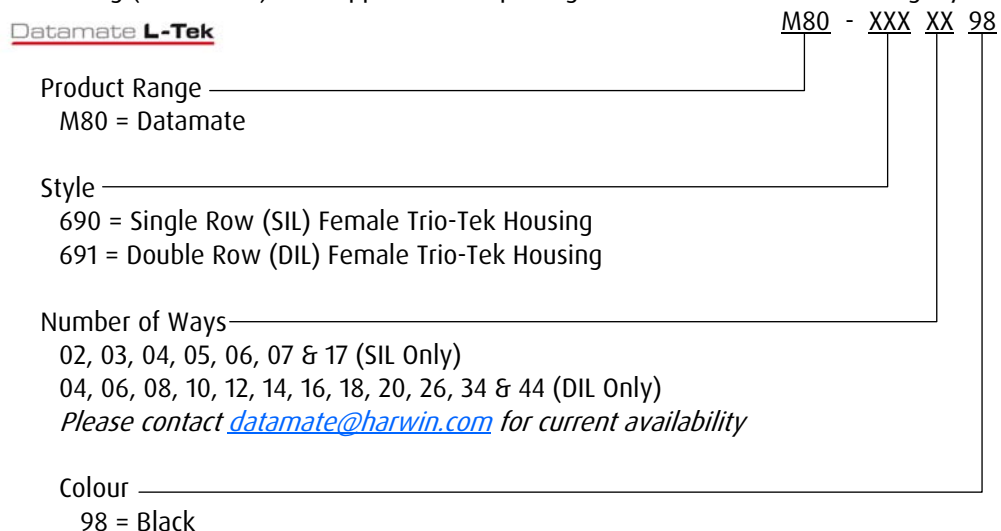 Datamate L-Tek
M80 - XXX XX 98
Product Range
M80 = Datamate
Style
690 = Single Row (SIL) Female Trio-Tek Housing
691 = Double Row (DIL) Female Trio-Tek Housing
Number of Ways
02, 03, 04, 05, 06, 07 & 17 (SIL Only)
04, 06, 08, 10, 12, 14, 16, 18, 20, 26, 34 & 44 (DIL Only)
Please contact datamate@harwin.com for current availability
Colour
98 = Black